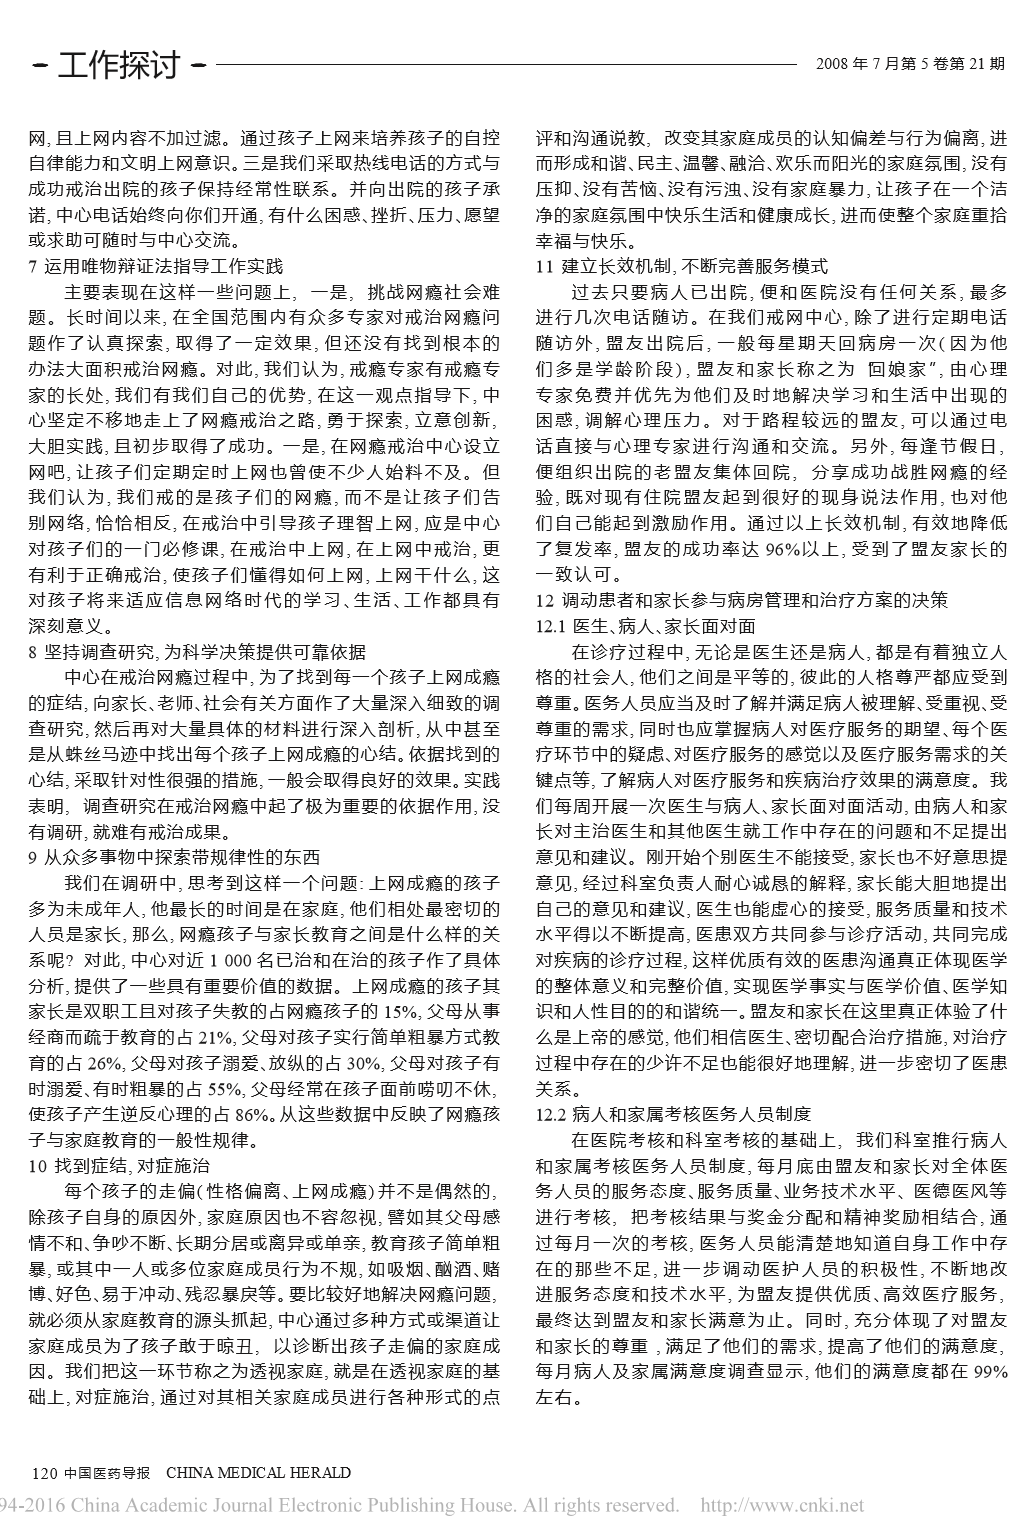 工作探讨
2008 年 7 月第 5 卷第 21 期
网, 且上网内容不加过滤。通过孩子上网来培养孩子的自控
自律能力和文明上网意识。三是我们采取热线电话的方式与
成功戒治出院的孩子保持经常性联系。并向出院的孩子承
诺, 中心电话始终向你们开通, 有什么困惑、挫折、压力、愿望
或求助可随时与中心交流。
7 运用唯物辩证法指导工作实践
主要表现在这样一些问题上, 一是, 挑战网瘾社会难
题。长时间以来, 在全国范围内有众多专家对戒治网瘾问
题作了认真探索, 取得了一定效果, 但还没有找到根本的
办法大面积戒治网瘾。对此, 我们认为, 戒瘾专家有戒瘾专
家的长处, 我们有我们自己的优势, 在这一观点指导下, 中
心坚定不移地走上了网瘾戒治之路, 勇于探索, 立意创新,
大胆实践, 且初步取得了成功。一是, 在网瘾戒治中心设立
网吧, 让孩子们定期定时上网也曾使不少人始料不及。但
我们认为, 我们戒的是孩子们的网瘾, 而不是让孩子们告
别网络, 恰恰相反, 在戒治中引导孩子理智上网, 应是中心
对孩子们的一门必修课, 在戒治中上网, 在上网中戒治, 更
有利于正确戒治, 使孩子们懂得如何上网, 上网干什么, 这
对孩子将来适应信息网络时代的学习、生活、工作都具有
深刻意义。
8 坚持调查研究, 为科学决策提供可靠依据
中心在戒治网瘾过程中, 为了找到每一个孩子上网成瘾
的症结, 向家长、老师、社会有关方面作了大量深入细致的调
查研究, 然后再对大量具体的材料进行深入剖析, 从中甚至
是从蛛丝马迹中找出每个孩子上网成瘾的心结。依据找到的
心结, 采取针对性很强的措施, 一般会取得良好的效果。实践
表明, 调查研究在戒治网瘾中起了极为重要的依据作用, 没
有调研, 就难有戒治成果。
9 从众多事物中探索带规律性的东西
我们在调研中, 思考到这样一个问题: 上网成瘾的孩子
多为未成年人, 他最长的时间是在家庭, 他们相处最密切的
人员是家长, 那么, 网瘾孩子与家长教育之间是什么样的关
系呢? 对此, 中心对近 1 000 名已治和在治的孩子作了具体
分析, 提供了一些具有重要价值的数据。上网成瘾的孩子其
家长是双职工且对孩子失教的占网瘾孩子的 15%, 父母从事
经商而疏于教育的占 21%, 父母对孩子实行简单粗暴方式教
育的占 26%, 父母对孩子溺爱、放纵的占 30%, 父母对孩子有
时溺爱、有时粗暴的占 55%, 父母经常在孩子面前唠叨不休,
使孩子产生逆反心理的占 86%。从这些数据中反映了网瘾孩
子与家庭教育的一般性规律。
10 找到症结, 对症施治
每个孩子的走偏(性格偏离、上网成瘾)并不是偶然的,
除孩子自身的原因外, 家庭原因也不容忽视, 譬如其父母感
情不和、争吵不断、长期分居或离异或单亲, 教育孩子简单粗
暴, 或其中一人或多位家庭成员行为不规, 如吸烟、酗酒、赌
博、好色、易于冲动、残忍暴戾等。要比较好地解决网瘾问题,
就必须从家庭教育的源头抓起, 中心通过多种方式或渠道让
家庭成员为了孩子敢于晾丑, 以诊断出孩子走偏的家庭成
因。我们把这一环节称之为透视家庭, 就是在透视家庭的基
础上, 对症施治, 通过对其相关家庭成员进行各种形式的点
评和沟通说教, 改变其家庭成员的认知偏差与行为偏离, 进
而形成和谐、民主、温馨、融洽、欢乐而阳光的家庭氛围, 没有
压抑、没有苦恼、没有污浊、没有家庭暴力, 让孩子在一个洁
净的家庭氛围中快乐生活和健康成长, 进而使整个家庭重拾
幸福与快乐。
11 建立长效机制, 不断完善服务模式
过去只要病人已出院, 便和医院没有任何关系, 最多
进行几次电话随访。在我们戒网中心, 除了进行定期电话
随访外, 盟友出院后, 一般每星期天回病房一次( 因为他
们多是学龄阶段), 盟友和家长称之为"回娘家", 由心理
专家免费并优先为他们及时地解决学习和生活中出现的
困惑, 调解心理压力。对于路程较远的盟友, 可以通过电
话直接与心理专家进行沟通和交流。另外, 每逢节假日,
便组织出院的老盟友集体回院, 分享成功战胜网瘾的经
验, 既对现有住院盟友起到很好的现身说法作用, 也对他
们自己能起到激励作用。通过以上长效机制, 有效地降低
了复发率, 盟友的成功率达 96%以上, 受到了盟友家长的
一致认可。
12 调动患者和家长参与病房管理和治疗方案的决策
12.1 医生、病人、家长面对面
在诊疗过程中, 无论是医生还是病人, 都是有着独立人
格的社会人, 他们之间是平等的, 彼此的人格尊严都应受到
尊重。医务人员应当及时了解并满足病人被理解、受重视、受
尊重的需求, 同时也应掌握病人对医疗服务的期望、每个医
疗环节中的疑虑、对医疗服务的感觉以及医疗服务需求的关
键点等, 了解病人对医疗服务和疾病治疗效果的满意度。我
们每周开展一次医生与病人、家长面对面活动, 由病人和家
长对主治医生和其他医生就工作中存在的问题和不足提出
意见和建议。刚开始个别医生不能接受, 家长也不好意思提
意见, 经过科室负责人耐心诚恳的解释, 家长能大胆地提出
自己的意见和建议, 医生也能虚心的接受, 服务质量和技术
水平得以不断提高, 医患双方共同参与诊疗活动, 共同完成
对疾病的诊疗过程, 这样优质有效的医患沟通真正体现医学
的整体意义和完整价值, 实现医学事实与医学价值、医学知
识和人性目的的和谐统一。盟友和家长在这里真正体验了什
么是上帝的感觉, 他们相信医生、密切配合治疗措施, 对治疗
过程中存在的少许不足也能很好地理解, 进一步密切了医患
关系。
12.2 病人和家属考核医务人员制度
在医院考核和科室考核的基础上, 我们科室推行病人
和家属考核医务人员制度, 每月底由盟友和家长对全体医
务人员的服务态度、服务质量、业务技术水平、医德医风等
进行考核, 把考核结果与奖金分配和精神奖励相结合, 通
过每月一次的考核, 医务人员能清楚地知道自身工作中存
在的那些不足, 进一步调动医护人员的积极性, 不断地改
进服务态度和技术水平, 为盟友提供优质、高效医疗服务,
最终达到盟友和家长满意为止。同时, 充分体现了对盟友
和家长的尊重 , 满足了他们的需求, 提高了他们的满意度,
每月病人及家属满意度调查显示, 他们的满意度都在 99%
左右。
120 中国医药导报 CHINA MEDICAL HERALD
94-2016 China Academic Journal Electronic Publishing House. All rights reserved. http://www.cnki.net